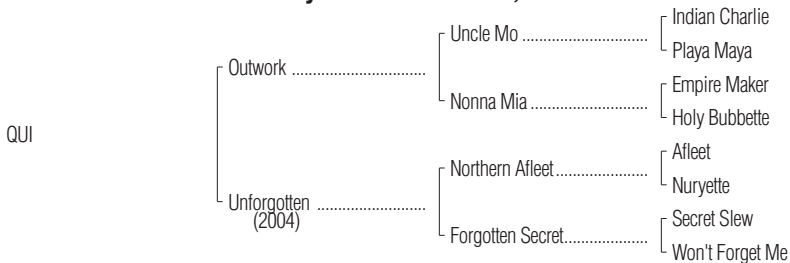 Indian Charlie
Uncle Mo
Playa Maya
Outwork
Empire Maker
Nonna Mia
Holy Bubbette
QUI
Afleet
Northern Afleet
Nuryette
Unforgotten
(2004)
Secret Slew
Forgotten Secret
Won't Forget Me